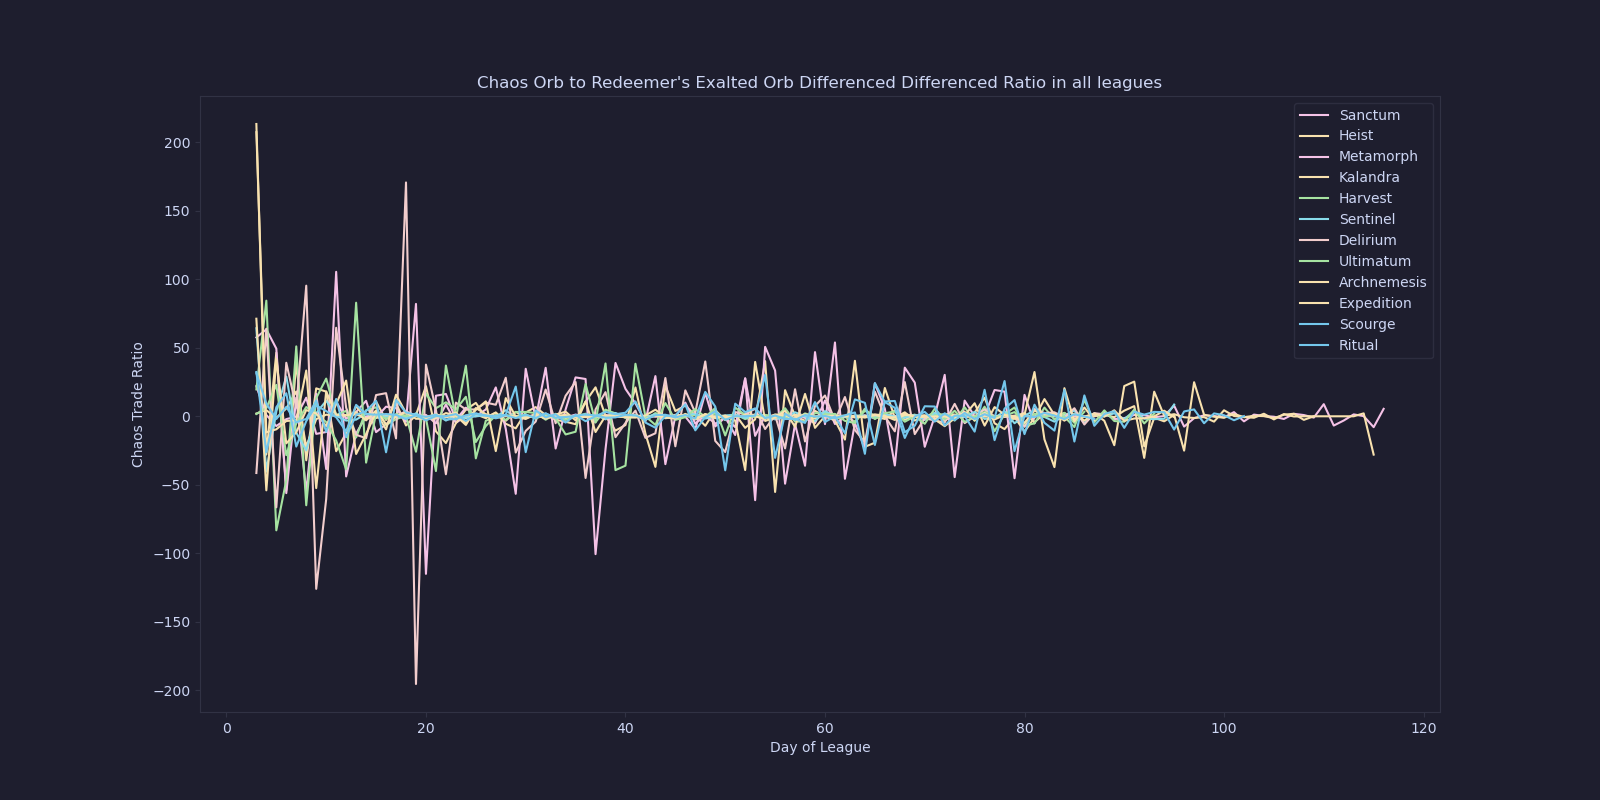 Chaos Orb to Redeemer's Exalted Orb Differenced Differenced Ratio in all leagues
Sanctum
Heist
Metamorph
Kalandra
Harvest
Sentinel
Delirium
Ultimatum
Archnemesis
Expedition
Scourge
Ritual
Chaos Trade Ratio
200
150
100
50
0
−50
−100
−150
−200
0 20 40 60 80 100 120
Day of League